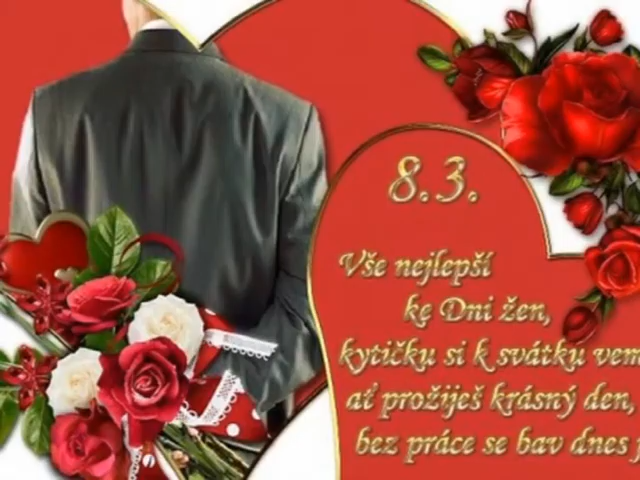 8.3.
Vše nejlepší
ke Dni žen,
kytičku si k svátku vem
ať prožiješ krásný den,
bez práce se bav dnes j